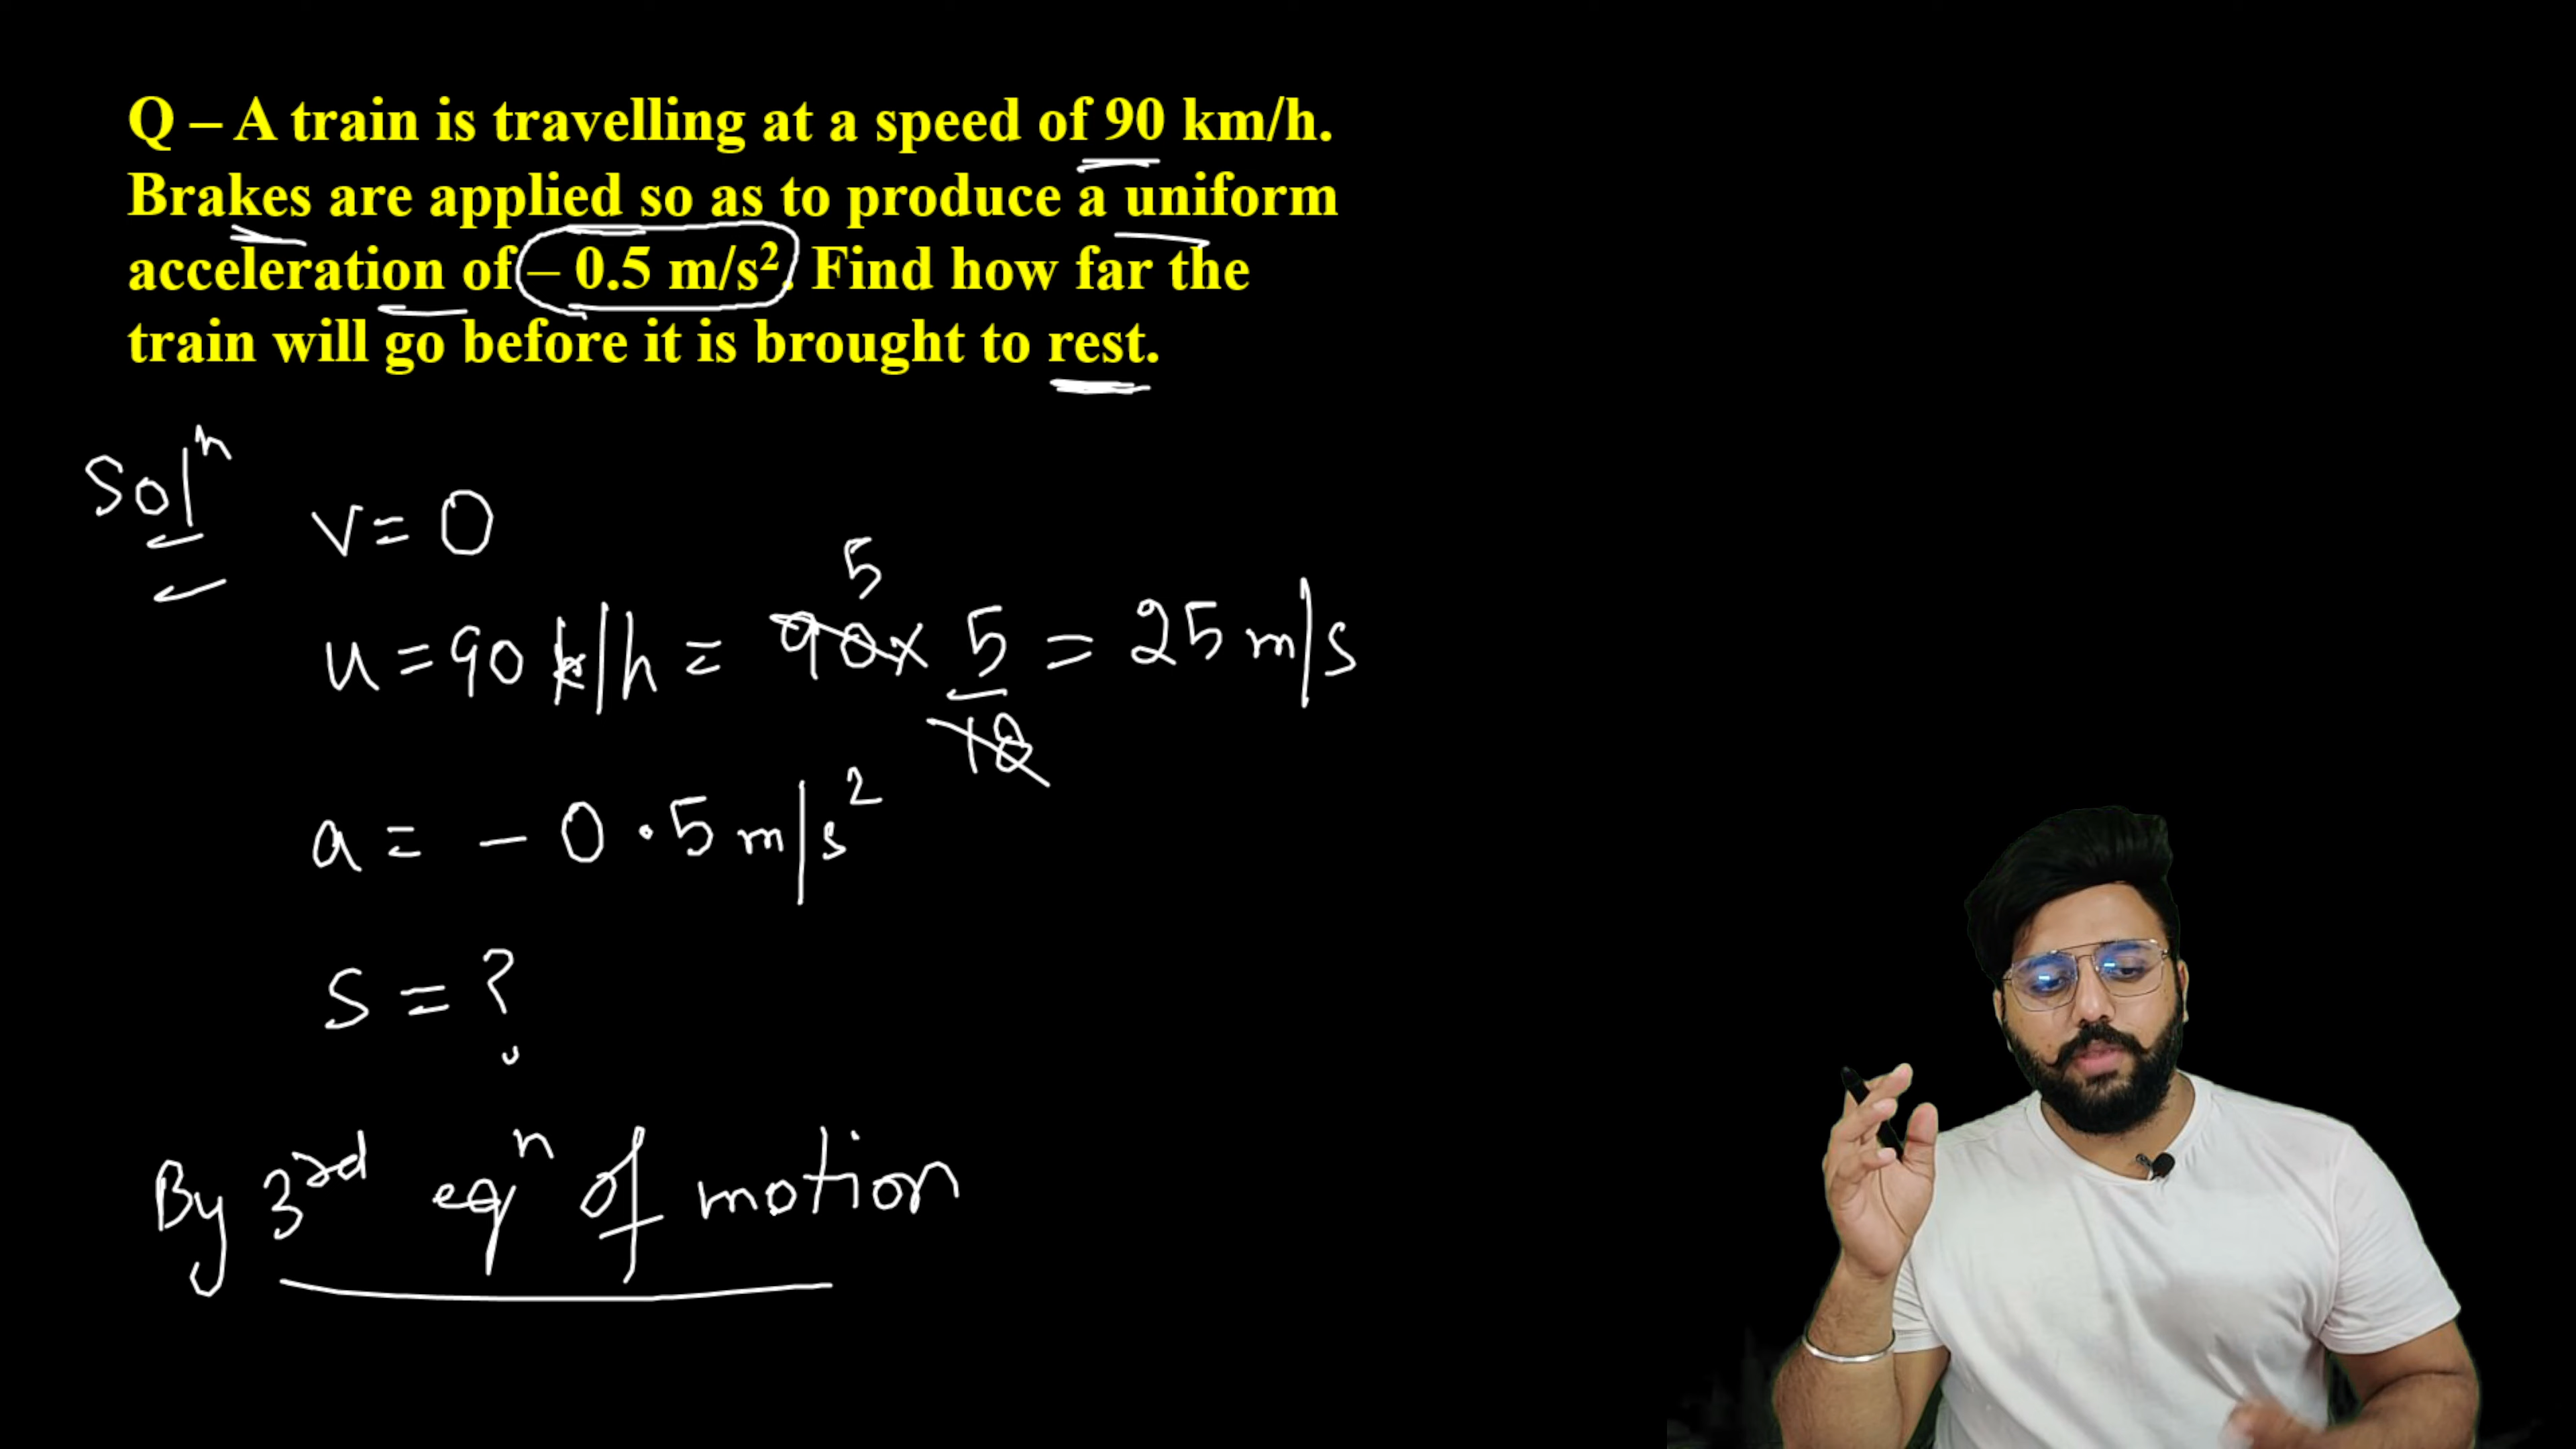 Q – A train is travelling at a speed of 90 km/h.
Brakes are applied so as to produce a uniform
acceleration of – 0.5 m/s². Find how far the
train will go before it is brought to rest.
Solⁿ
v = 0
u = 90 k/h = 90 × 5/18 = 25 m/s
5
a = - 0.5 m/s²
S = ?
By 3rd eqⁿ of motion